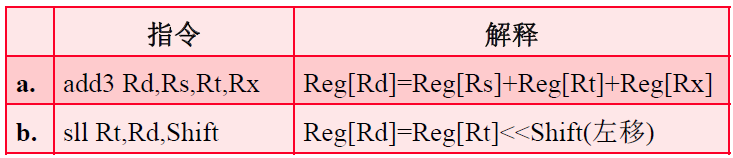 指令 解释
a. add3 Rd,Rs,Rt,Rx Reg[Rd]=Reg[Rs]+Reg[Rt]+Reg[Rx]
b. sll Rt,Rd,Shift Reg[Rd]=Reg[Rt]<<Shift(左移)